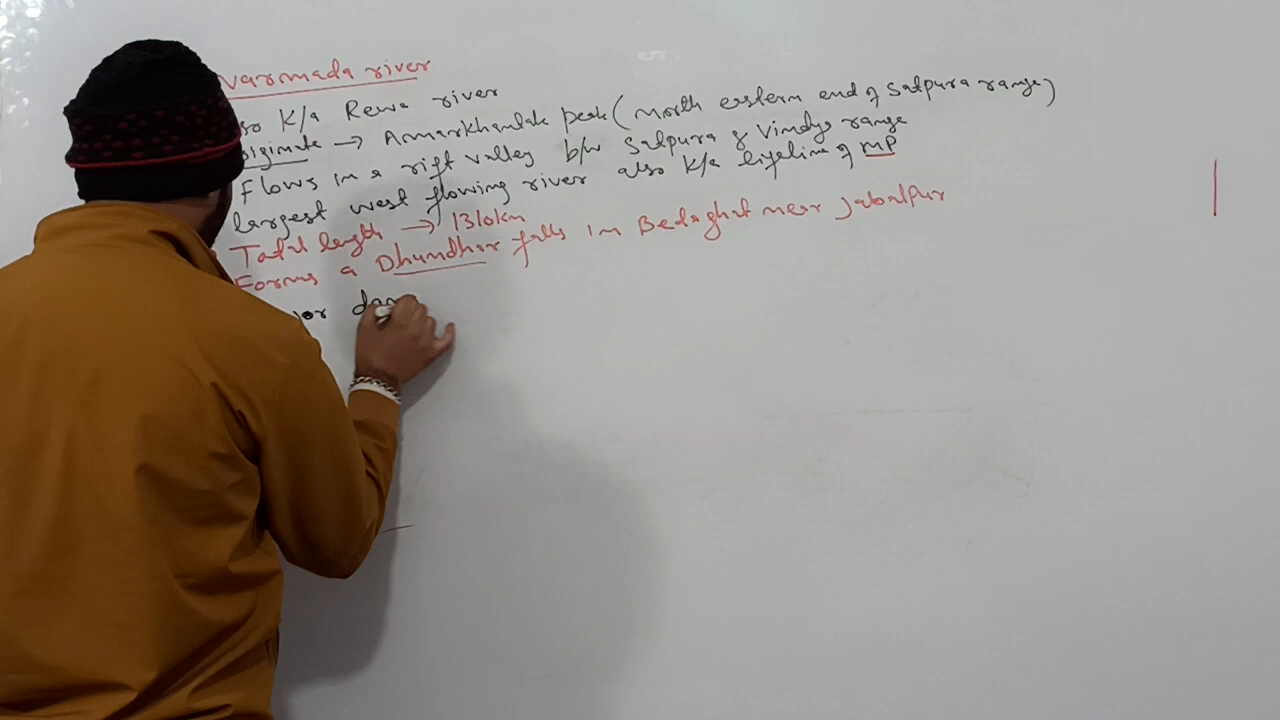 Narmada river
so K/a Rewa river
originate → Amarkhantak peak (North eastern end of Satpura range)
Flows in a rift valley b/w Satpura & Vindya range
largest west flowing river also K/a lifeline of MP
Total length → 1310km
Forms a Dhundhar falls in Bedaghat near Jabalpur
jor dam